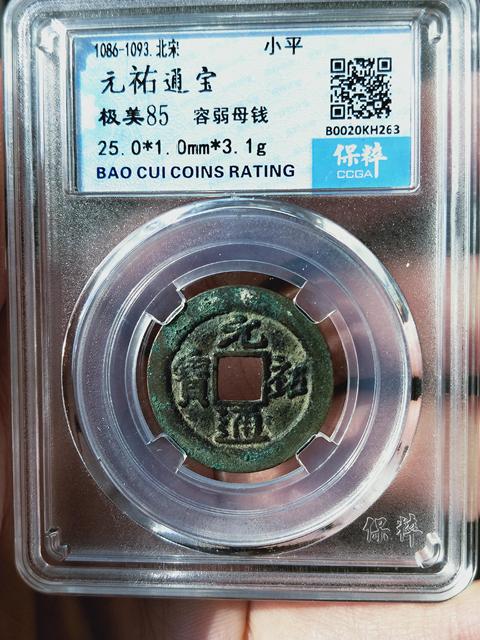 1086-1093.北宋 小平
元祐通宝
极美85 容弱母钱
25.0*1.0mm*3.1g
BAO CUI COINS RATING
B0020KH263
保粹
CCGA
元祐通寶
保粹